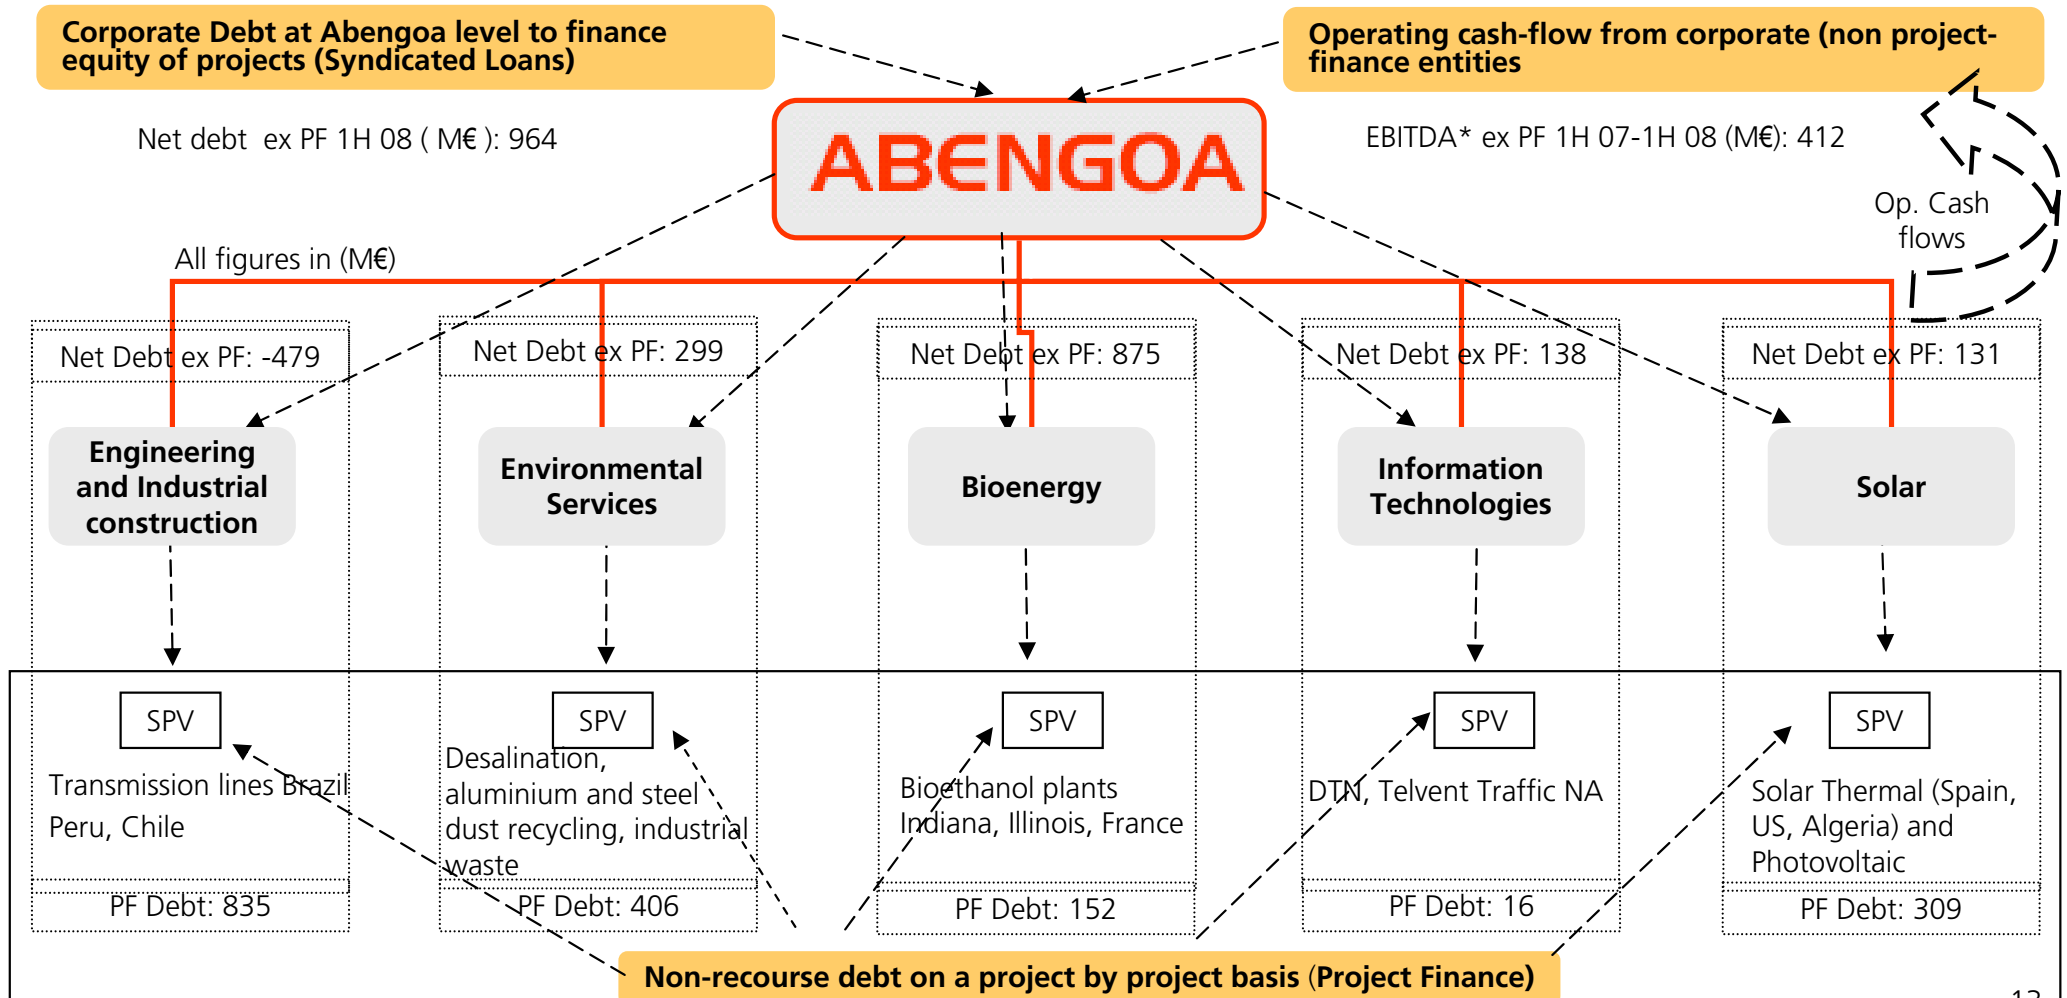 Corporate Debt at Abengoa level to finance
equity of projects (Syndicated Loans)
Operating cash-flow from corporate (non project-
finance entities
Net debt  ex PF 1H 08 ( M€ ): 964
ABENGOA
EBITDA* ex PF 1H 07-1H 08 (M€): 412
Op. Cash
flows
All figures in (M€)
Net Debt ex PF: -479
Net Debt ex PF: 299
Net Debt ex PF: 875
Net Debt ex PF: 138
Net Debt ex PF: 131
Engineering
and Industrial
construction
Environmental
Services
Bioenergy
Information
Technologies
Solar
SPV
SPV
SPV
SPV
SPV
Transmission lines Brazil
Peru, Chile
Desalination,
aluminium and steel
dust recycling, industrial
waste
Bioethanol plants
Indiana, Illinois, France
DTN, Telvent Traffic NA
Solar Thermal (Spain,
US, Algeria) and
Photovoltaic
PF Debt: 835
PF Debt: 406
PF Debt: 152
PF Debt: 16
PF Debt: 309
Non-recourse debt on a project by project basis (Project Finance)